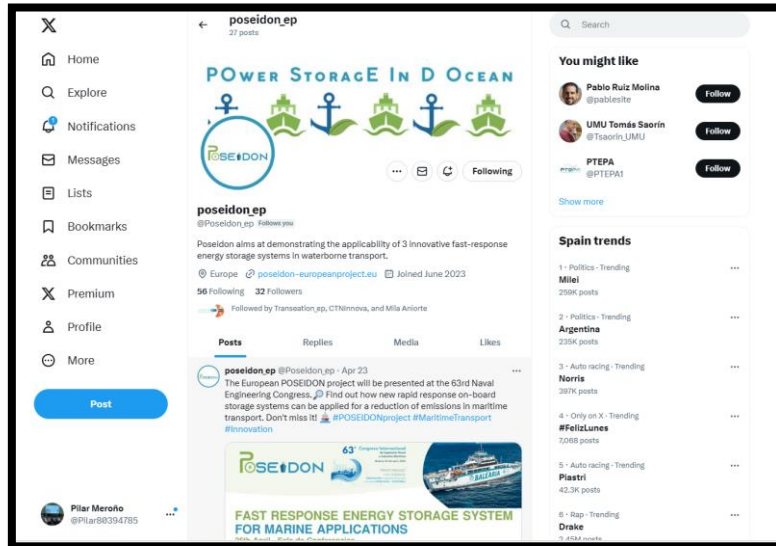 Home
Explore
Notifications
Messages
Lists
Bookmarks
Communities
Premium
Profile
More
Post
Pilar Meroño
@Pilar80394785
poseidon_ep
27 posts
POWER STORAGE IN D OCEAN
POSEIDON
Following
poseidon_ep
@Poseidon_ep Follows you
Poseidon aims at demonstrating the applicability of 3 innovative fast-response
energy storage systems in waterborne transport.
Europe poseidon-europeanproject.eu Joined June 2023
56 Following 32 Followers
Followed by Transeation_ep, CTNInnova, and Mila Aniorte
Posts Replies Media Likes
poseidon_ep @Poseidon_ep · Apr 23
The European POSEIDON project will be presented at the 63rd Naval
Engineering Congress. Find out how new rapid response on-board
storage systems can be applied for a reduction of emissions in maritime
transport. Don't miss it! #POSEIDONproject #MaritimeTransport
#innovation
POSEIDON
63º Congreso Internacional
BALEARIA
FAST RESPONSE ENERGY STORAGE SYSTEM
FOR MARINE APPLICATIONS
Search
You might like
Pablo Ruiz Molina
@pablesite
Follow
UMU Tomás Saorín
@Tsaorin_UMU
Follow
PTEPA
@PTEPA1
Follow
Show more
Spain trends
1 · Politics · Trending
Milei
259K posts
2 · Politics · Trending
Argentina
235K posts
3 · Auto racing · Trending
Norris
397K posts
4 · Only on X · Trending
#FelizLunes
7,068 posts
5 · Auto racing · Trending
Piastri
42.3K posts
6 · Rap · Trending
Drake
2.45M posts